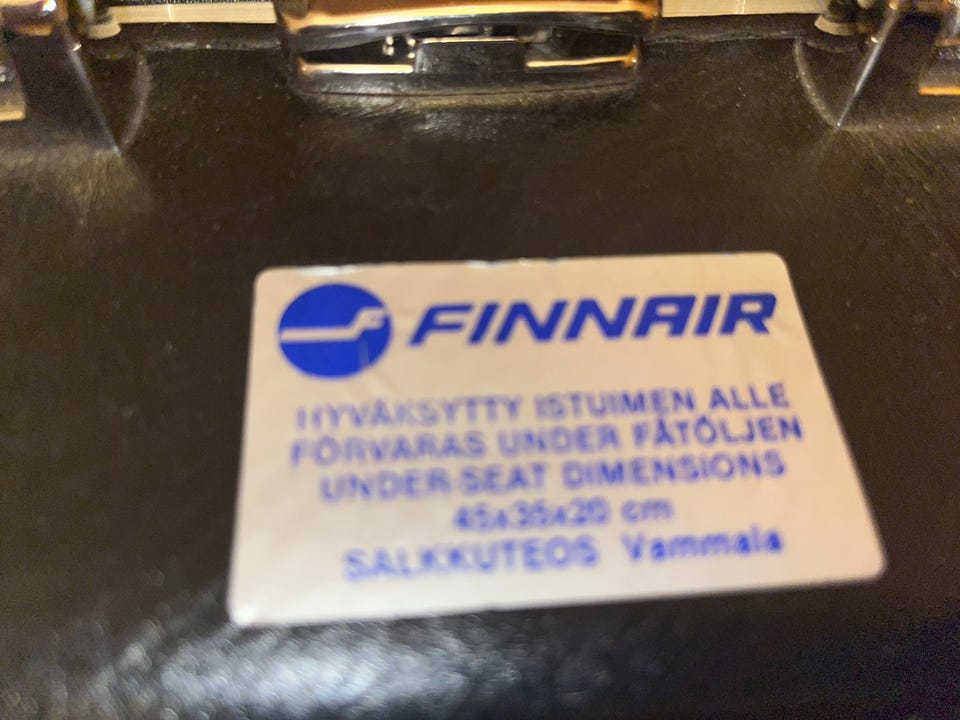 FINNAIR
HYVÄKSYTTY ISTUIMEN ALLE
FÖRVARAS UNDER FÅTÖLJEN
UNDER-SEAT DIMENSIONS
45x35x20 cm
SALKKUTEOS Vammala